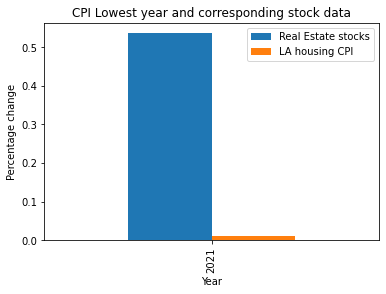 CPI Lowest year and corresponding stock data
Real Estate stocks
LA housing CPI
Percentage change
0.5
0.4
0.3
0.2
0.1
0.0
2021
Year